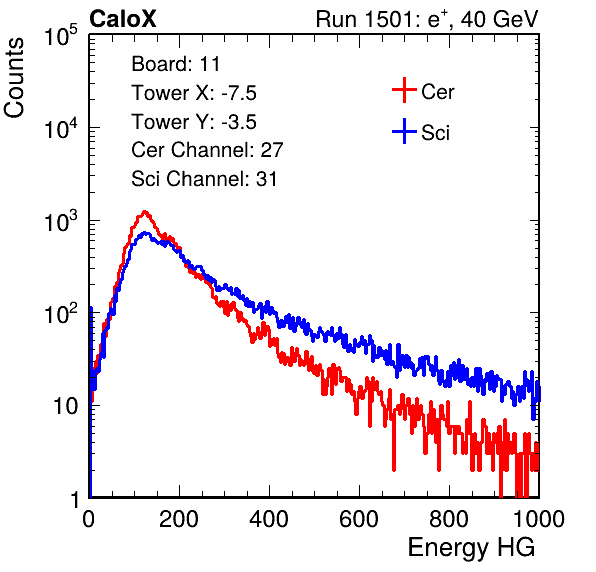 CaloX Run 1501: e⁺, 40 GeV
Counts
Board: 11
Tower X: -7.5
Tower Y: -3.5
Cer Channel: 27
Sci Channel: 31
Cer
Sci
10⁵
10⁴
10³
10²
10
1
0 200 400 600 800 1000
Energy HG